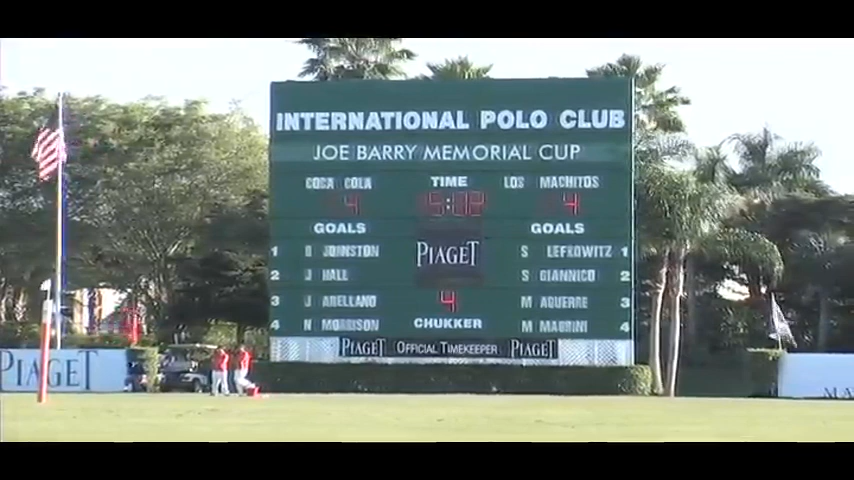 INTERNATIONAL POLO CLUB
JOE BARRY MEMORIAL CUP
COCA COLA TIME LOS MACHITOS
4 4
GOALS GOALS
1 JOHNSTON PIAGET S LEFKOWITZ 1
2 J HALL S GIANNICO 2
3 J ARELLANO 4 M AGUERRE 3
4 N MORRISON CHUKKER M MAGRINI 4
PIAGET OFFICIAL TIMEKEEPER PIAGET
PIAGET